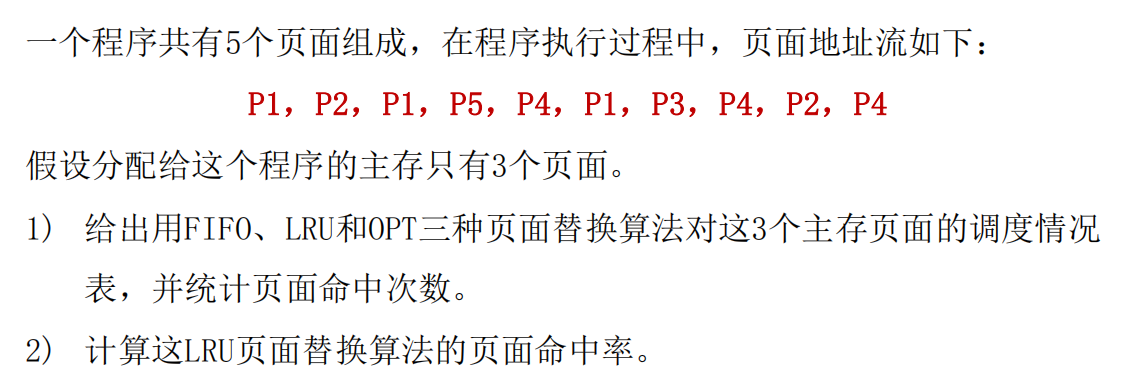 一个程序共有5个页面组成，在程序执行过程中，页面地址流如下：
P1，P2，P1，P5，P4，P1，P3，P4，P2，P4
假设分配给这个程序的主存只有3个页面。
1) 给出用FIFO、LRU和OPT三种页面替换算法对这3个主存页面的调度情况
表，并统计页面命中次数。
2) 计算这LRU页面替换算法的页面命中率。